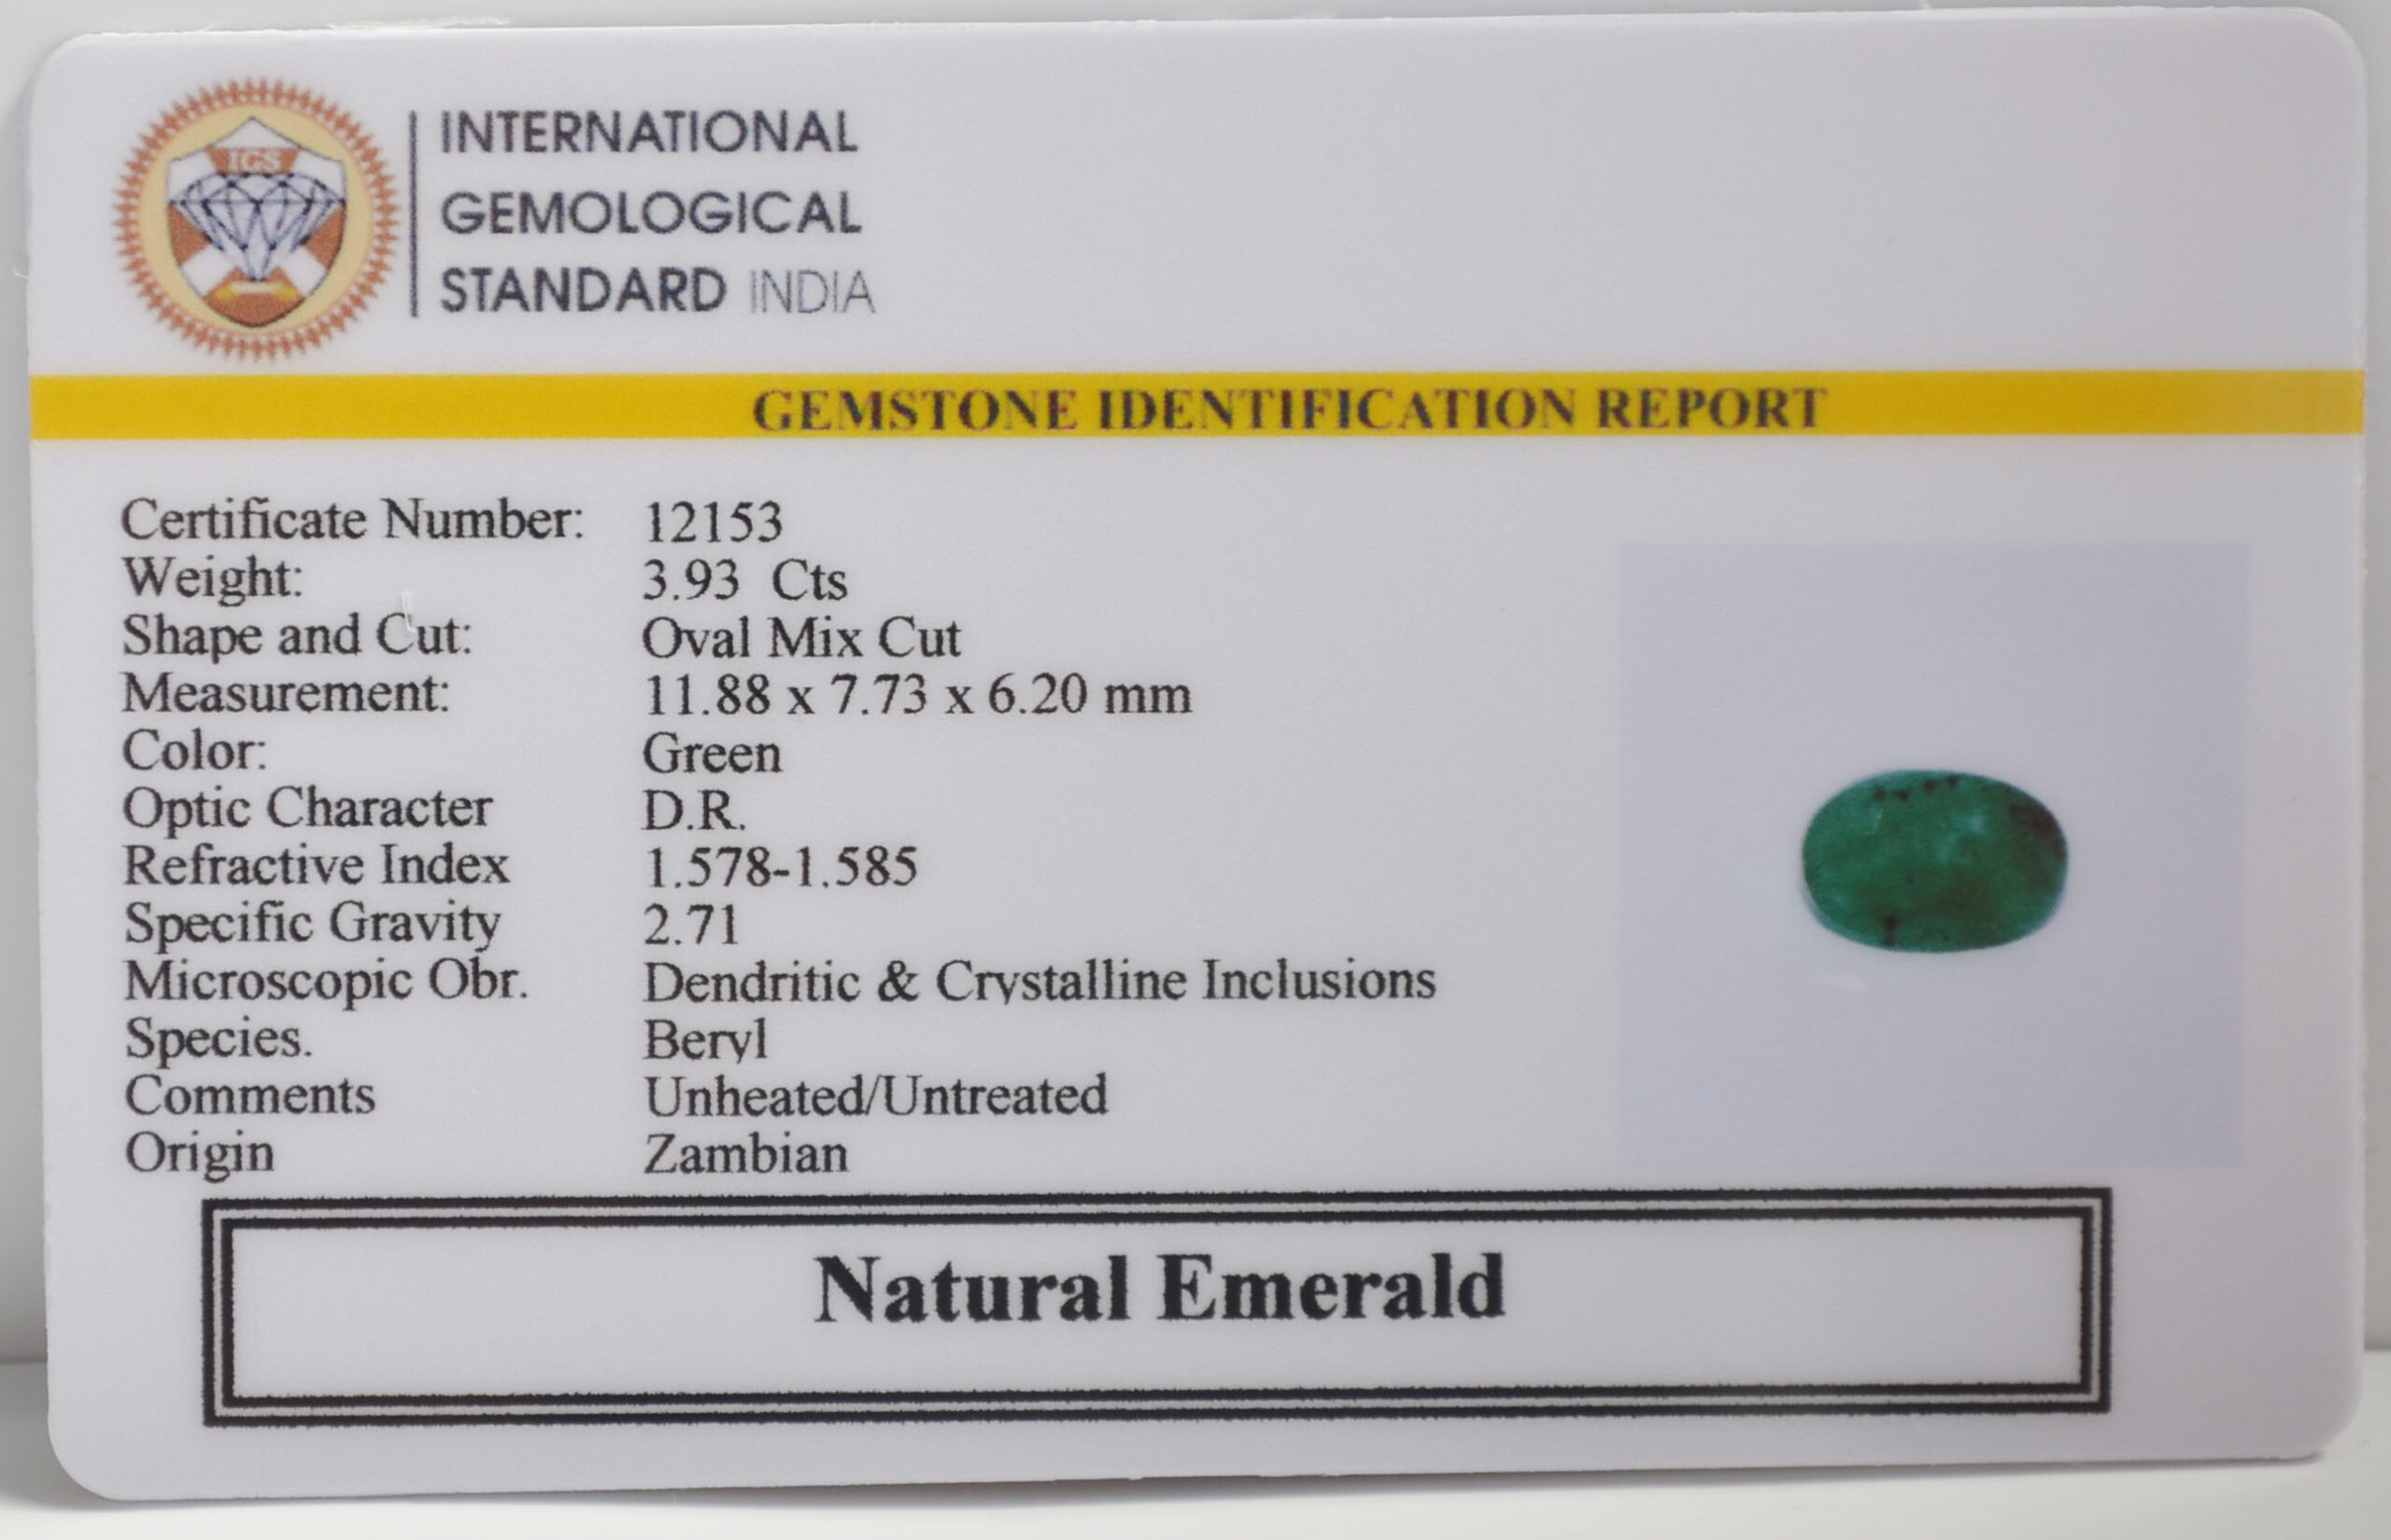 IGS
INTERNATIONAL
GEMOLOGICAL
STANDARD INDIA
GEMSTONE IDENTIFICATION REPORT
Certificate Number: 12153
Weight: 3.93 Cts
Shape and Cut: Oval Mix Cut
Measurement: 11.88 x 7.73 x 6.20 mm
Color: Green
Optic Character D.R.
Refractive Index 1.578-1.585
Specific Gravity 2.71
Microscopic Obr. Dendritic & Crystalline Inclusions
Species. Beryl
Comments Unheated/Untreated
Origin Zambian
Natural Emerald